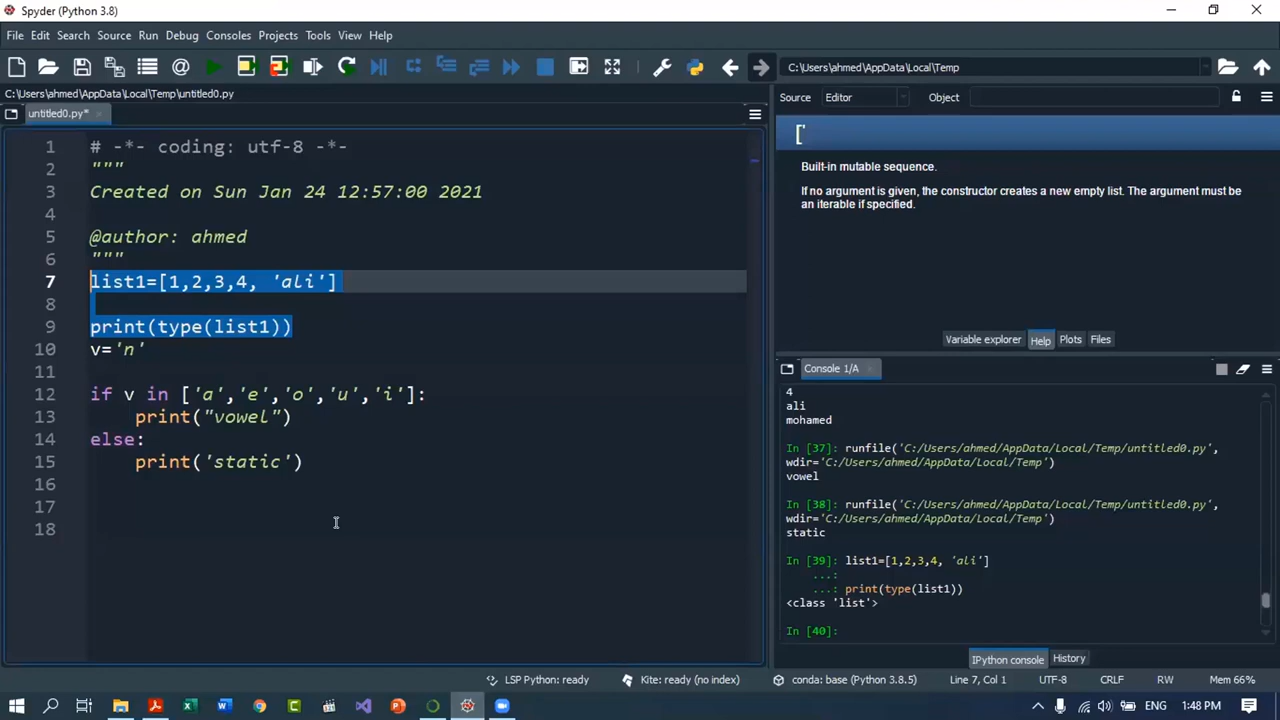 Spyder (Python 3.8)
File Edit Search Source Run Debug Consoles Projects Tools View Help
C:\Users\ahmed\AppData\Local\Temp
C:\Users\ahmed\AppData\Local\Temp\untitled0.py
untitled0.py*
1 # -*- coding: utf-8 -*-
2 """
3 Created on Sun Jan 24 12:57:00 2021
4
5 @author: ahmed
6 """
7 list1=[1,2,3,4, 'ali']
8
9 print(type(list1))
10 v='n'
11
12 if v in ['a','e','o','u','i']:
13 print("vowel")
14 else:
15 print('static')
16
17
18
Source Editor Object
['
Built-in mutable sequence.
If no argument is given, the constructor creates a new empty list. The argument must be
an iterable if specified.
Variable explorer Help Plots Files
Console 1/A
4
ali
mohamed
In [37]: runfile('C:/Users/ahmed/AppData/Local/Temp/untitled0.py',
wdir='C:/Users/ahmed/AppData/Local/Temp')
vowel
In [38]: runfile('C:/Users/ahmed/AppData/Local/Temp/untitled0.py',
wdir='C:/Users/ahmed/AppData/Local/Temp')
static
In [39]: list1=[1,2,3,4, 'ali']
...:
...: print(type(list1))
<class 'list'>
In [40]:
IPython console History
LSP Python: ready Kite: ready (no index) conda: base (Python 3.8.5) Line 7, Col 1 UTF-8 CRLF RW Mem 66%
ENG 1:48 PM